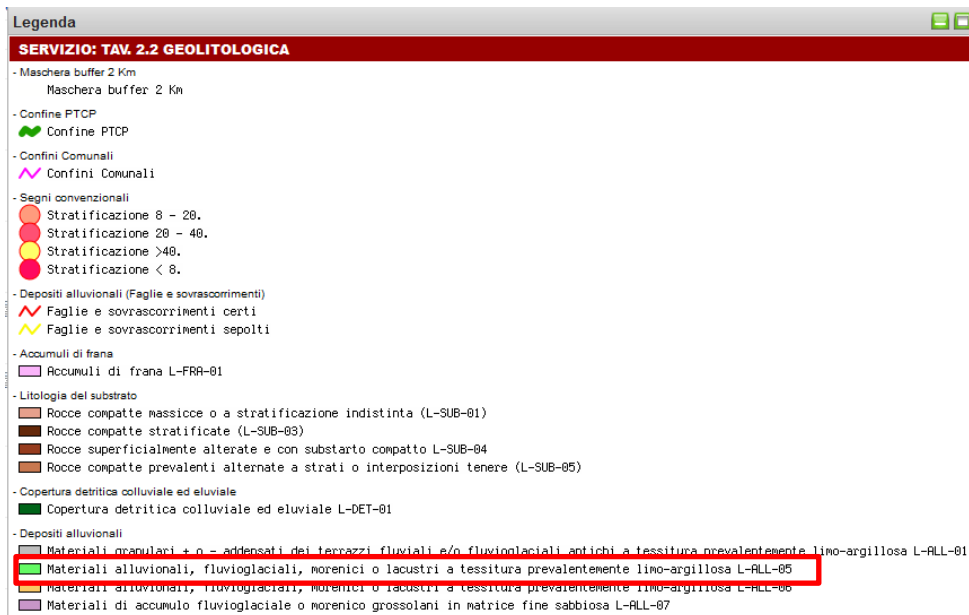 Legenda
SERVIZIO: TAV. 2.2 GEOLITOLOGICA
- Maschera buffer 2 Km
Maschera buffer 2 Km
- Confine PTCP
Confine PTCP
- Confini Comunali
Confini Comunali
- Segni convenzionali
Stratificazione 8 - 20.
Stratificazione 20 - 40.
Stratificazione >40.
Stratificazione < 8.
- Depositi alluvionali (Faglie e sovrascorrimenti)
Faglie e sovrascorrimenti certi
Faglie e sovrascorrimenti sepolti
- Accumuli di frana
Accumuli di frana L-FRA-01
- Litologia del substrato
Rocce compatte massicce o a stratificazione indistinta (L-SUB-01)
Rocce compatte stratificate (L-SUB-03)
Rocce superficialmente alterate e con substarto compatto L-SUB-04
Rocce compatte prevalenti alternate a strati o interposizioni tenere (L-SUB-05)
- Copertura detritica colluviale ed eluviale
Copertura detritica colluviale ed eluviale L-DET-01
- Depositi alluvionali
Materiali granulari + o - addensati dei terrazzi fluviali e/o fluvioglaciali antichi a tessitura prevalentemente limo-argillosa L-ALL-01
Materiali alluvionali, fluvioglaciali, morenici o lacustri a tessitura prevalentemente limo-argillosa L-ALL-05
Materiali alluvionali, fluvioglaciali, morenici o lacustri a tessitura prevalentemente limo-argillosa L-ALL-06
Materiali di accumulo fluvioglaciale o morenico grossolani in matrice fine sabbiosa L-ALL-07